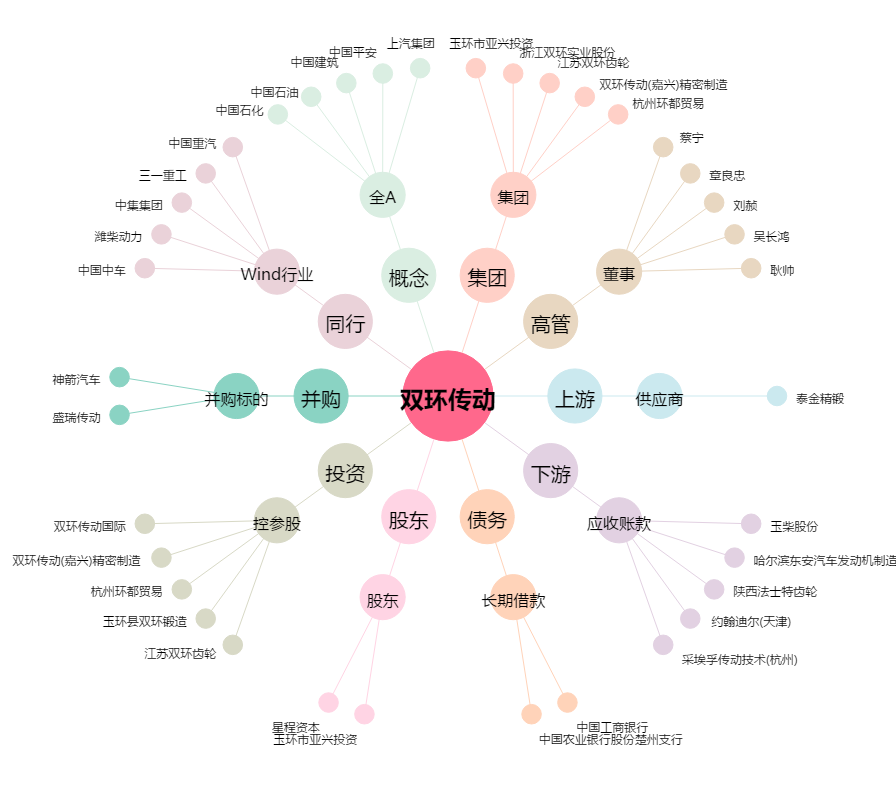 上汽集团
玉环市亚兴投资
中国平安
浙江双环实业股份
中国建筑
江苏双环齿轮
中国石油
双环传动(嘉兴)精密制造
中国石化
杭州环都贸易
中国重汽
蔡宁
三一重工
章良忠
中集集团
全A
集团
刘赫
潍柴动力
吴长鸿
中国中车
Wind行业
概念
集团
董事
耿帅
同行
高管
神箭汽车
并购标的
并购
双环传动
上游
供应商
泰金精锻
盛瑞传动
投资
下游
双环传动国际
控参股
股东
债务
应收账款
玉柴股份
双环传动(嘉兴)精密制造
哈尔滨东安汽车发动机制造
杭州环都贸易
股东
长期借款
陕西法士特齿轮
玉环县双环锻造
约翰迪尔(天津)
江苏双环齿轮
采埃孚传动技术(杭州)
星程资本
中国工商银行
玉环市亚兴投资
中国农业银行股份楚州支行